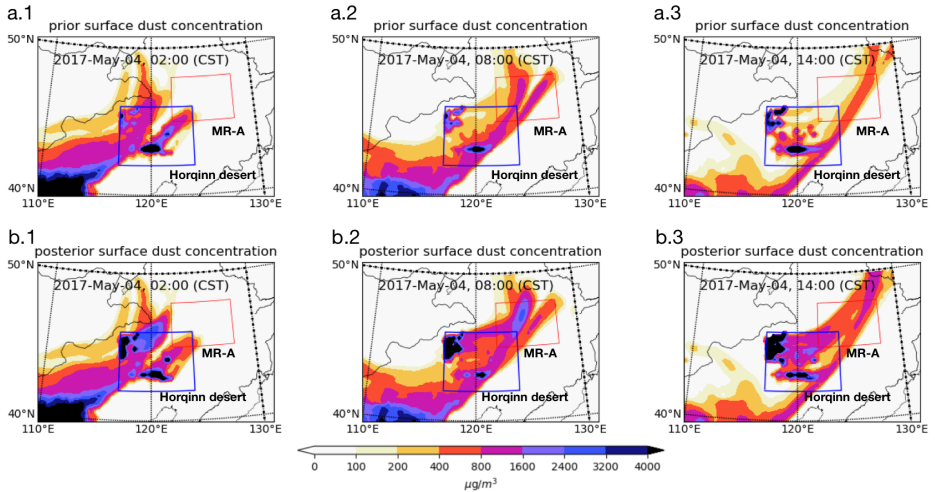 a.1
prior surface dust concentration
50°N
2017-May-04, 02:00 (CST)
MR-A
Horqinn desert
40°N
110°E
120°E
130°E
a.2
prior surface dust concentration
50°N
2017-May-04, 08:00 (CST)
MR-A
Horqinn desert
40°N
110°E
120°E
130°E
a.3
prior surface dust concentration
50°N
2017-May-04, 14:00 (CST)
MR-A
Horqinn desert
40°N
110°E
120°E
130°E
b.1
posterior surface dust concentration
50°N
2017-May-04, 02:00 (CST)
MR-A
Horqinn desert
40°N
110°E
120°E
130°E
b.2
posterior surface dust concentration
50°N
2017-May-04, 08:00 (CST)
MR-A
Horqinn desert
40°N
110°E
120°E
130°E
b.3
posterior surface dust concentration
50°N
2017-May-04, 14:00 (CST)
MR-A
Horqinn desert
40°N
110°E
120°E
130°E
0 100 200 400 800 1600 2400 3200 4000
μg/m³